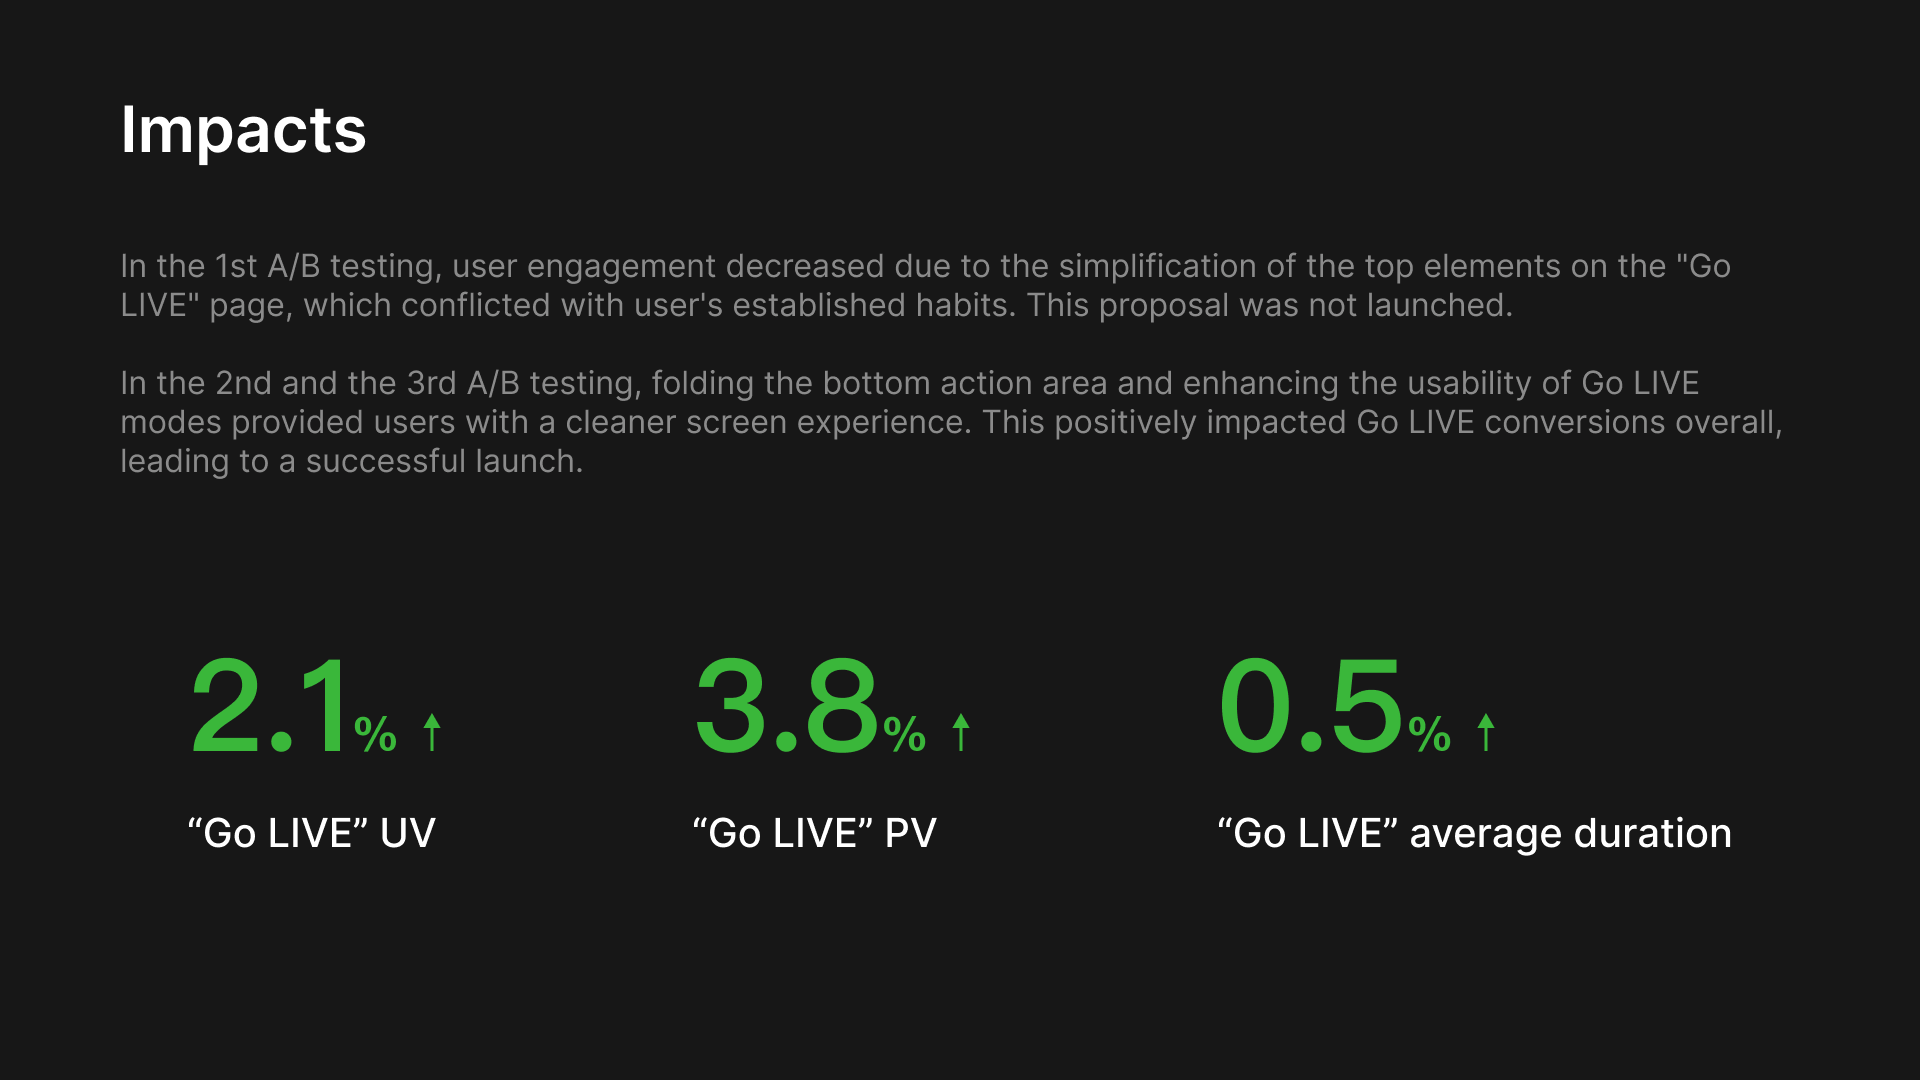 Impacts
In the 1st A/B testing, user engagement decreased due to the simplification of the top elements on the "Go
LIVE" page, which conflicted with user's established habits. This proposal was not launched.
In the 2nd and the 3rd A/B testing, folding the bottom action area and enhancing the usability of Go LIVE
modes provided users with a cleaner screen experience. This positively impacted Go LIVE conversions overall,
leading to a successful launch.
2.1% ↑
3.8% ↑
0.5% ↑
“Go LIVE” UV
“Go LIVE” PV
“Go LIVE” average duration